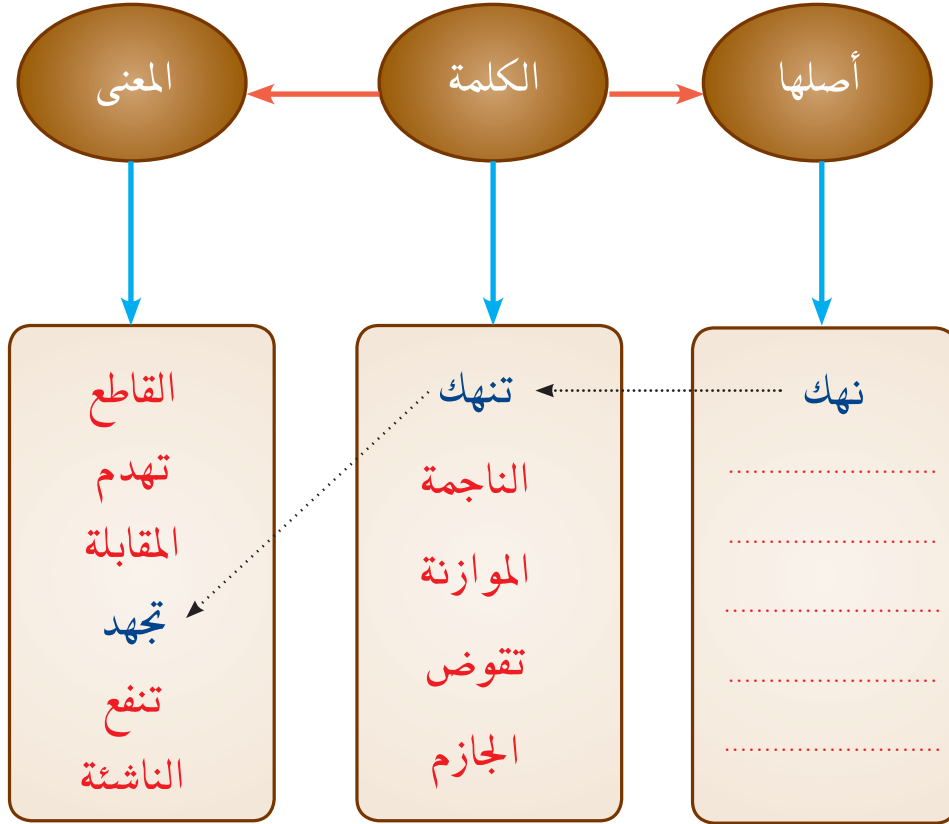 أصلها
الكلمة
المعنى
نهك
........................
........................
........................
........................
........................
تنهك
الناجمة
الموازنة
تقوض
الجازم
القاطع
تهدم
المقابلة
تجهد
تنفع
الناشئة